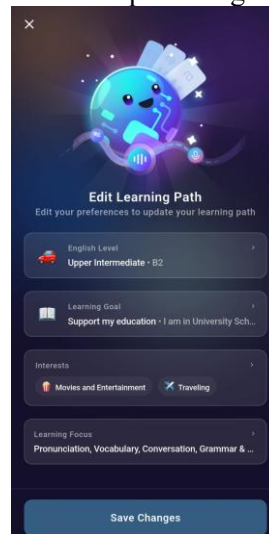 Edit Learning Path
Edit your preferences to update your learning path
English Level
Upper Intermediate • B2
Learning Goal
Support my education • I am in University Sch...
Interests
Movies and Entertainment
Traveling
Learning Focus
Pronunciation, Vocabulary, Conversation, Grammar & ...
Save Changes